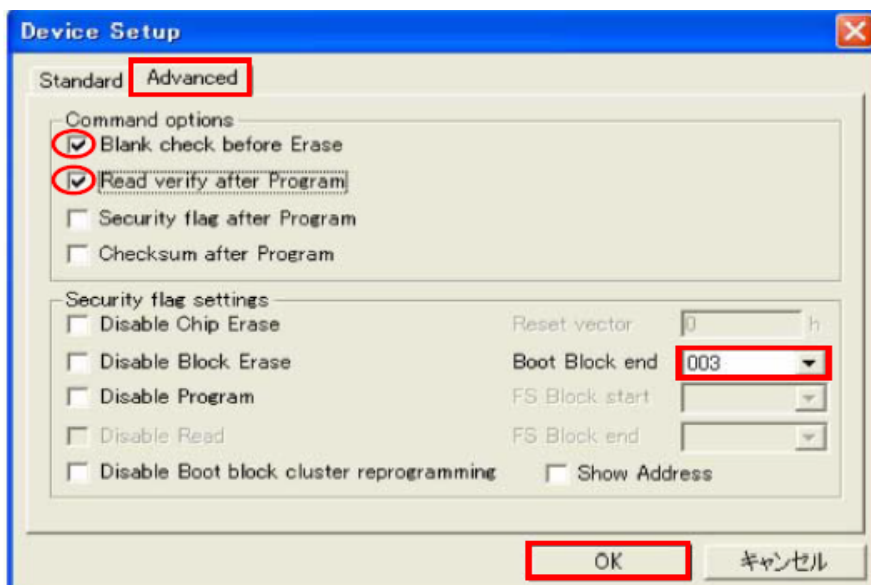 Device Setup
Standard Advanced
Command options
Blank check before Erase
Read verify after Program
Security flag after Program
Checksum after Program
Security flag settings
Disable Chip Erase Reset vector 0 h
Disable Block Erase Boot Block end 003
Disable Program FS Block start
Disable Read FS Block end
Disable Boot block cluster reprogramming Show Address
OK キャンセル